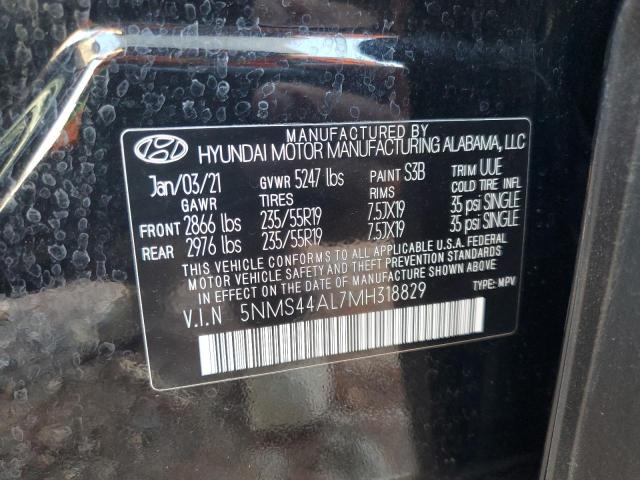 MANUFACTURED BY
HYUNDAI MOTOR MANUFACTURING ALABAMA, LLC
Jan/03/21 GVWR 5247 lbs PAINT S3B TRIM UUE
GAWR TIRES RIMS COLD TIRE INFL
FRONT 2866 lbs 235/55R19 7.5JX19 35 psi SINGLE
REAR 2976 lbs 235/55R19 7.5JX19 35 psi SINGLE
THIS VEHICLE CONFORMS TO ALL APPLICABLE U.S.A. FEDERAL
MOTOR VEHICLE SAFETY AND BUMPER AND THEFT PREVENTION STANDARDS
IN EFFECT ON THE DATE OF MANUFACTURE SHOWN ABOVE
V.I.N 5NMS44AL7MH318829 TYPE: MPV